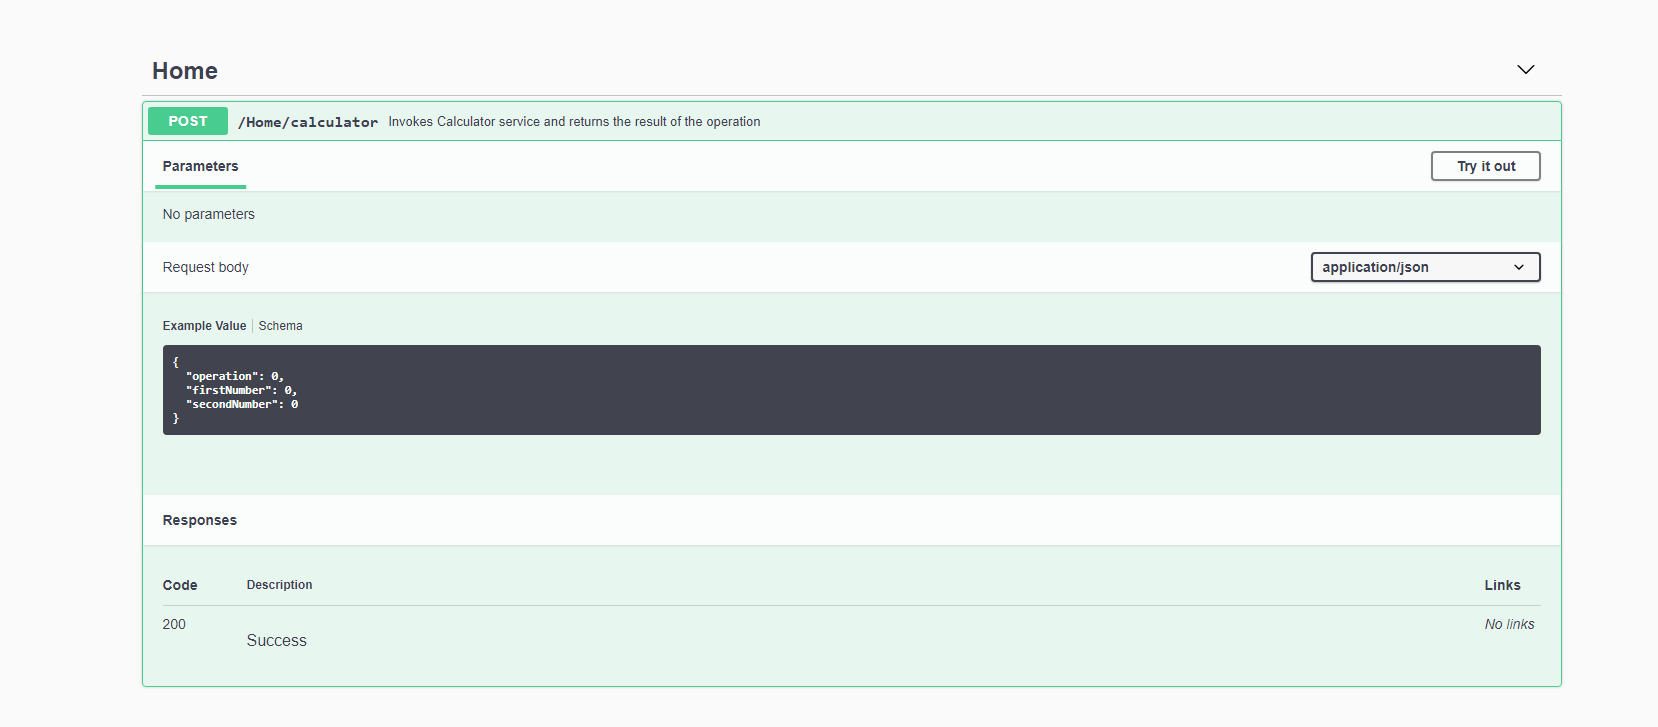 Home
POST /Home/calculator Invokes Calculator service and returns the result of the operation
Parameters Try it out
No parameters
Request body application/json
Example Value Schema
{
  "operation": 0,
  "firstNumber": 0,
  "secondNumber": 0
}
Responses
Code Description Links
200 Success No links